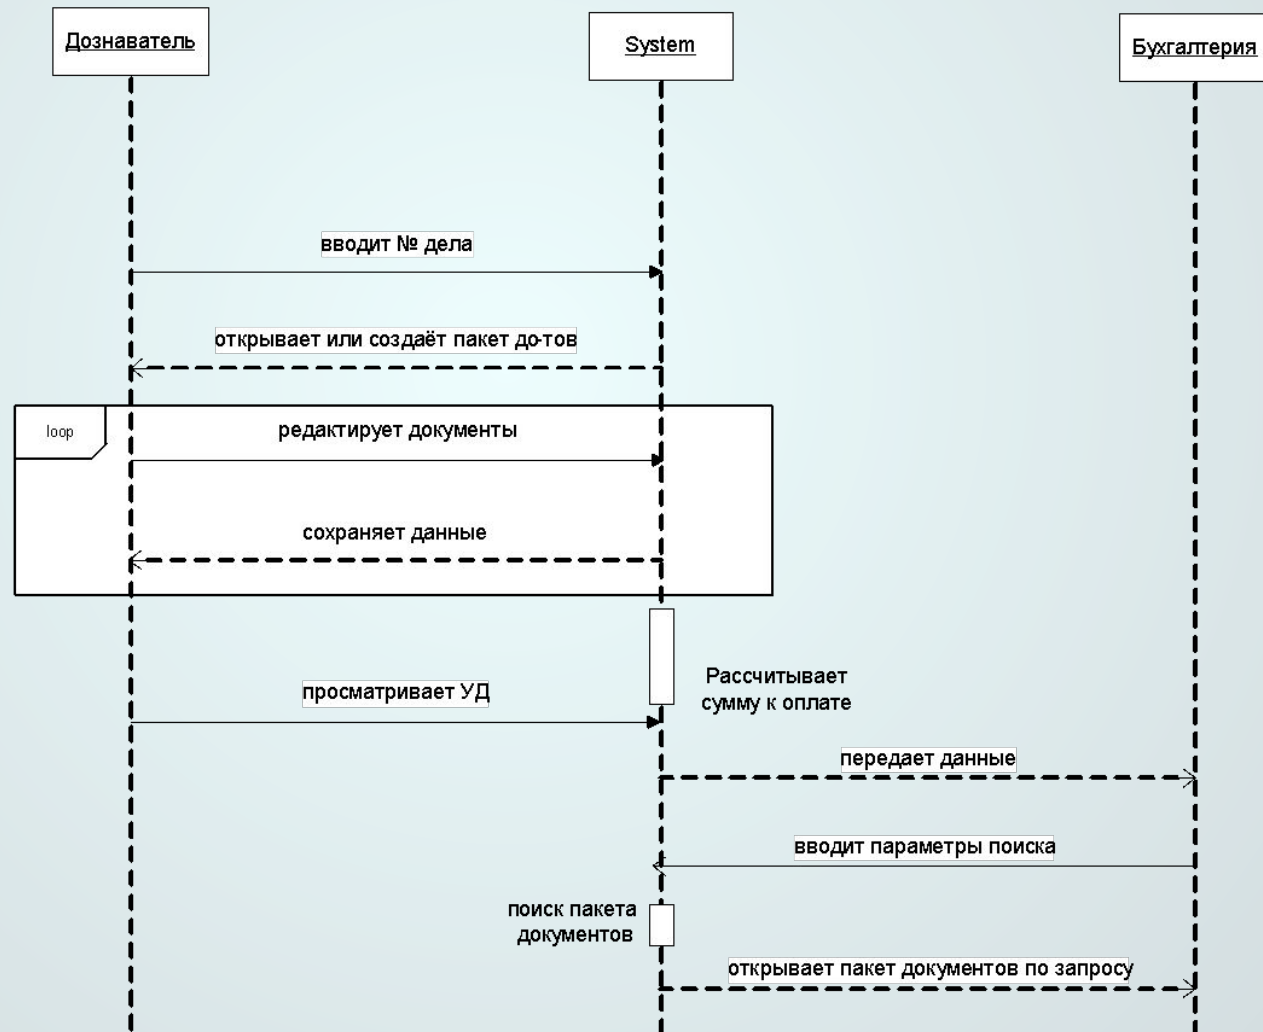 Дознаватель
System
Бухгалтерия
вводит № дела
открывает или создаёт пакет до-тов
loop
редактирует документы
сохраняет данные
Рассчитывает
сумму к оплате
просматривает УД
передает данные
вводит параметры поиска
поиск пакета
документов
открывает пакет документов по запросу